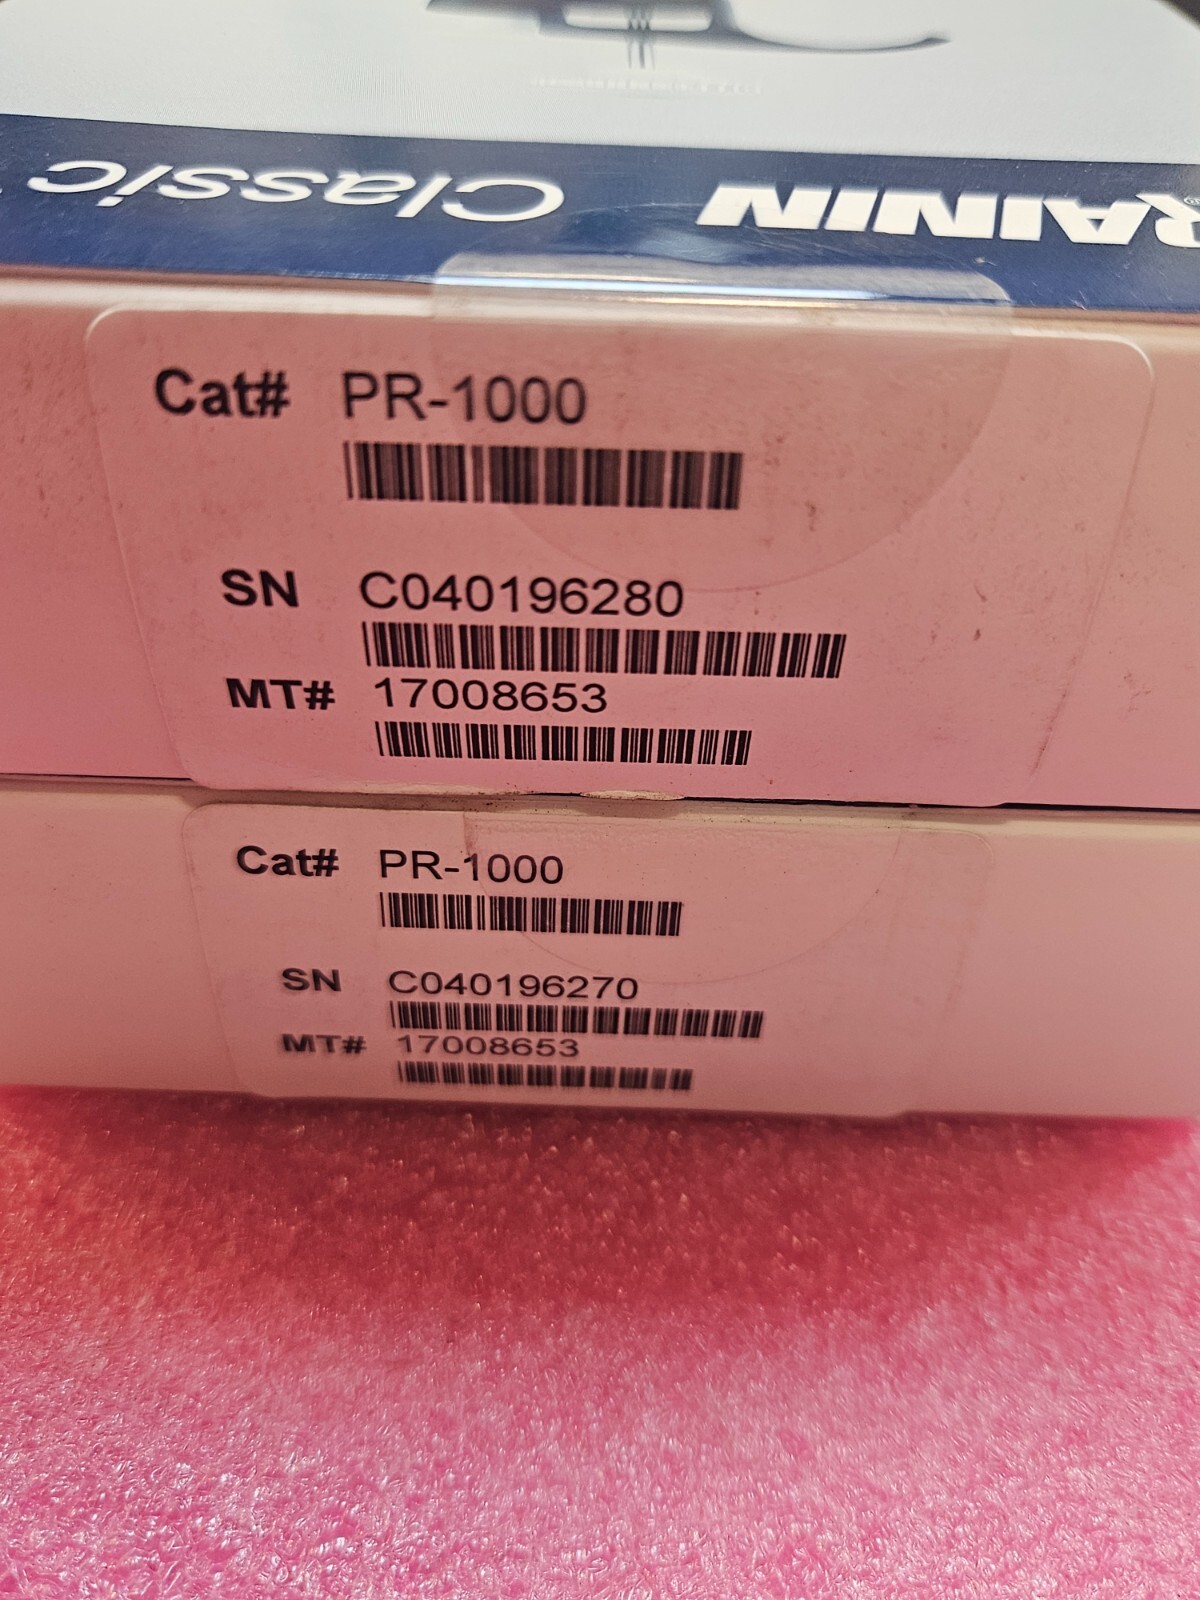 RAININ® Classic
Cat# PR-1000
SN C040196280
MT# 17008653
Cat# PR-1000
SN C040196270
MT# 17008653